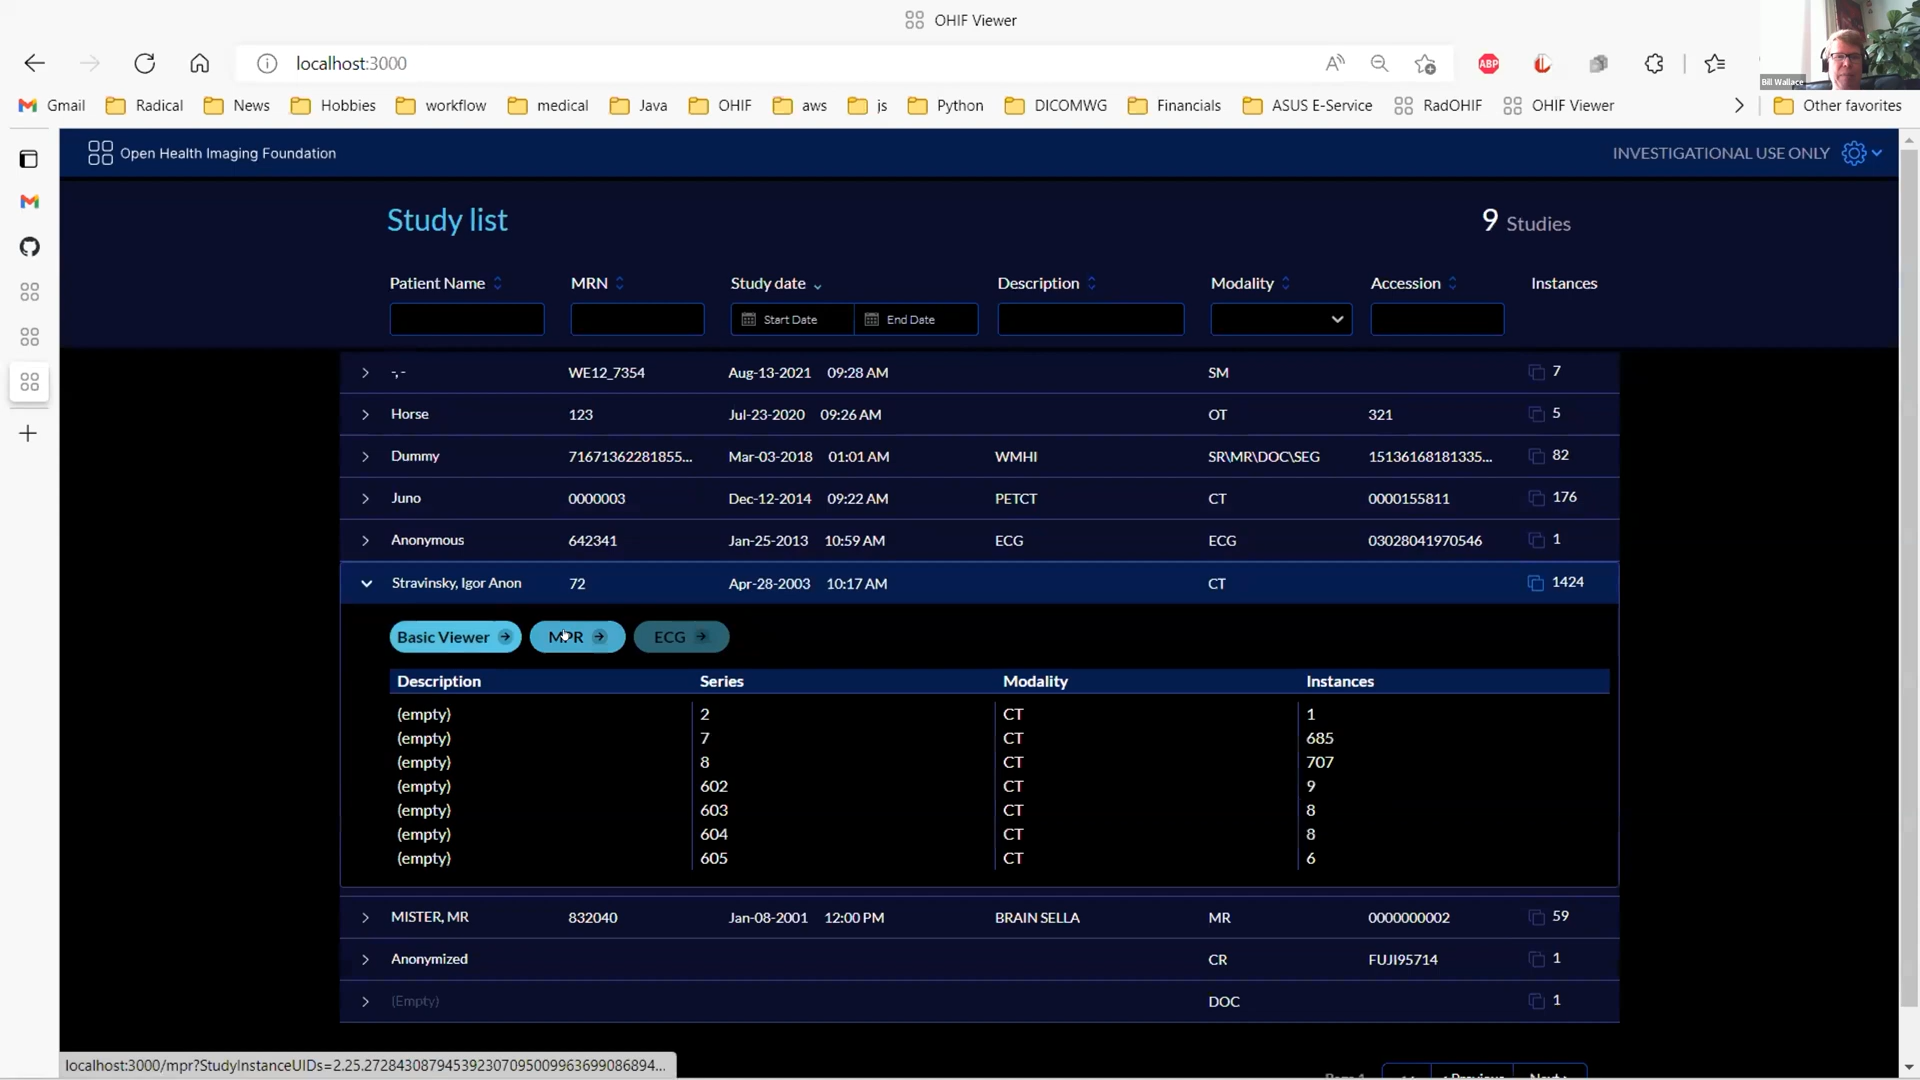 OHIF Viewer
localhost:3000
ABP
Bill Wallace
Gmail Radical News Hobbies workflow medical Java OHIF aws js Python DICOMWG Financials ASUS E-Service RadOHIF OHIF Viewer Other favorites
Open Health Imaging Foundation INVESTIGATIONAL USE ONLY
Study list 9 Studies
Patient Name MRN Study date Description Modality Accession Instances
Start Date End Date
-,- WE12_7354 Aug-13-2021 09:28 AM SM 7
Horse 123 Jul-23-2020 09:26 AM OT 321 5
Dummy 71671362281855... Mar-03-2018 01:01 AM WMHI SR\MR\DOC\SEG 15136168181335... 82
Juno 0000003 Dec-12-2014 09:22 AM PETCT CT 0000155811 176
Anonymous 642341 Jan-25-2013 10:59 AM ECG ECG 03028041970546 1
Stravinsky, Igor Anon 72 Apr-28-2003 10:17 AM CT 1424
Basic Viewer MPR ECG
Description Series Modality Instances
(empty) 2 CT 1
(empty) 7 CT 685
(empty) 8 CT 707
(empty) 602 CT 9
(empty) 603 CT 8
(empty) 604 CT 8
(empty) 605 CT 6
MISTER, MR 832040 Jan-08-2001 12:00 PM BRAIN SELLA MR 0000000002 59
Anonymized CR FUJI95714 1
(Empty) DOC 1
localhost:3000/mpr?StudyInstanceUIDs=2.25.272843087945392307095009963699086894...
Page 1 Previous Next